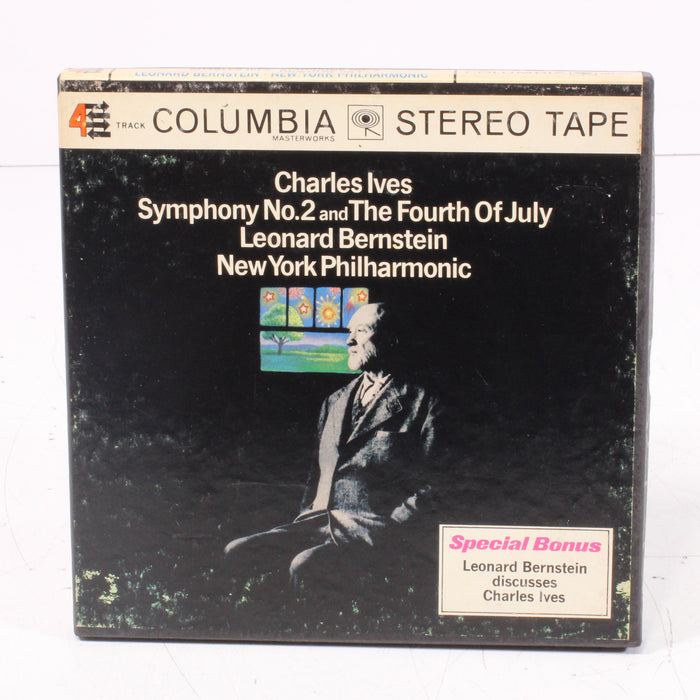 LEONARD BERNSTEIN • NEW YORK PHILHARMONIC
4 TRACK COLUMBIA STEREO TAPE
MASTERWORKS
Charles Ives
Symphony No.2 and The Fourth Of July
Leonard Bernstein
New York Philharmonic
Special Bonus
Leonard Bernstein
discusses
Charles Ives